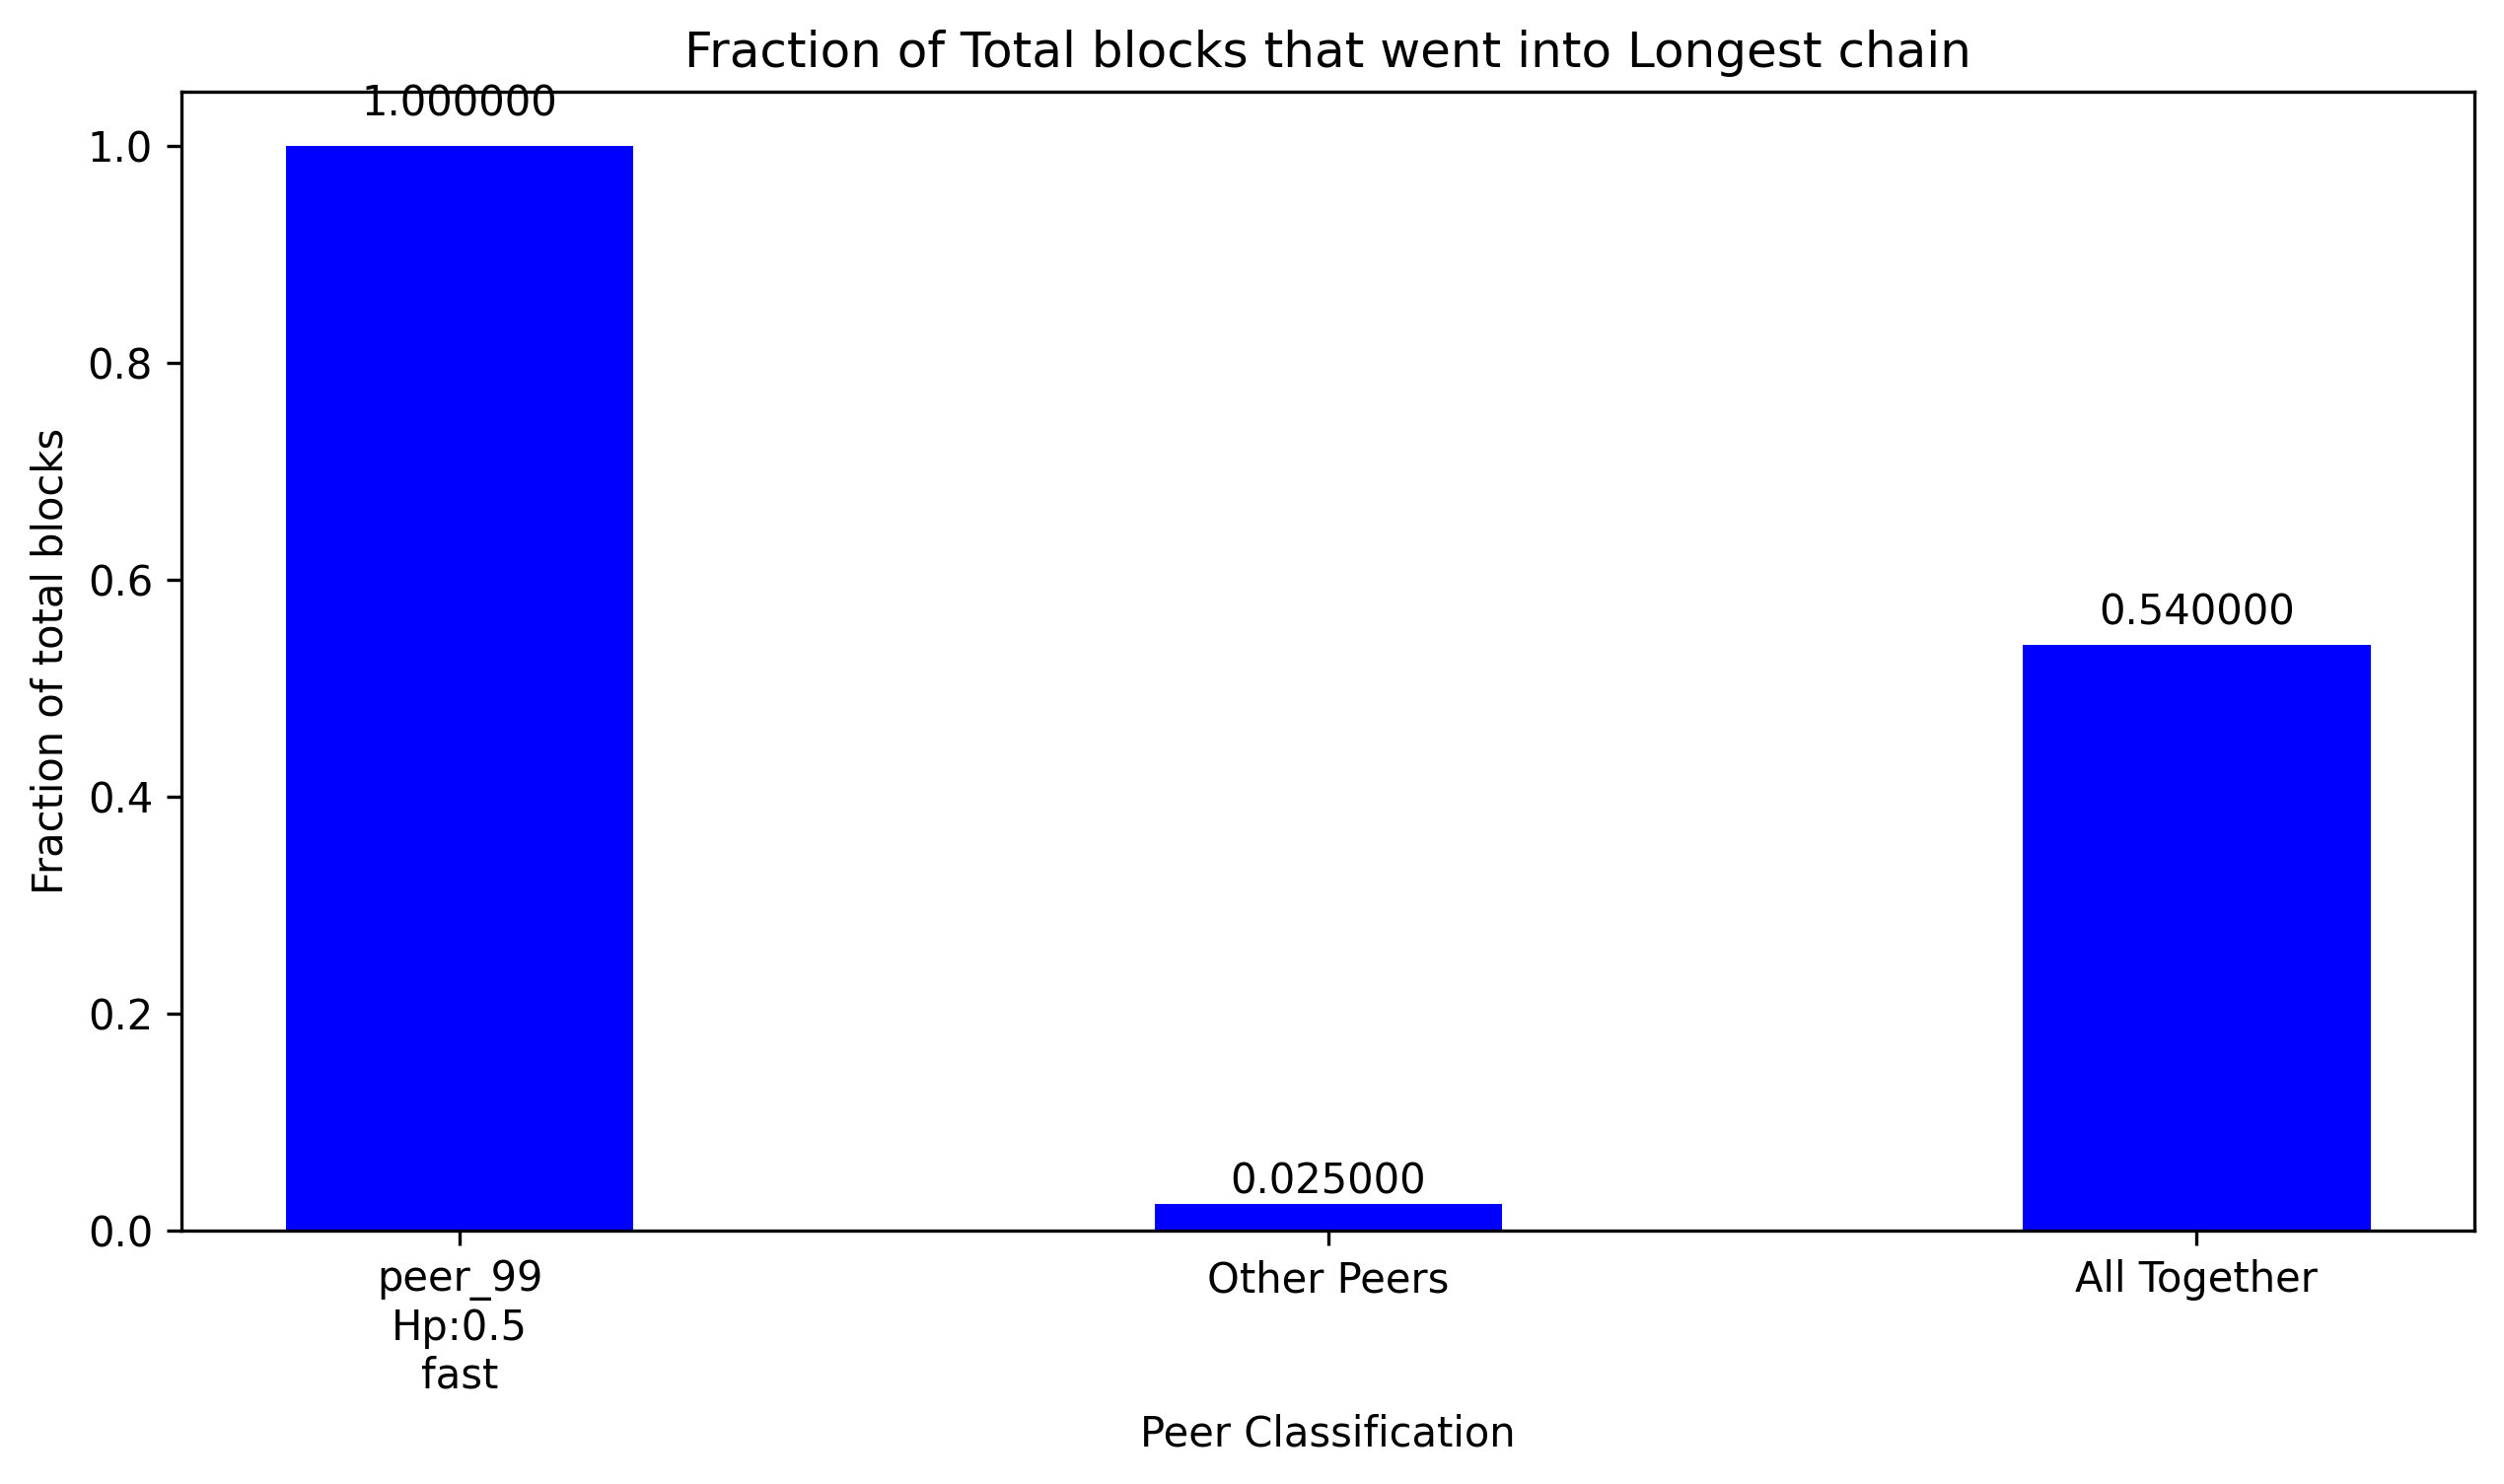 Fraction of Total blocks that went into Longest chain
Fraction of total blocks
1.0
0.8
0.6
0.4
0.2
0.0
1.000000
0.025000
0.540000
peer_99
Hp:0.5
fast
Other Peers
All Together
Peer Classification